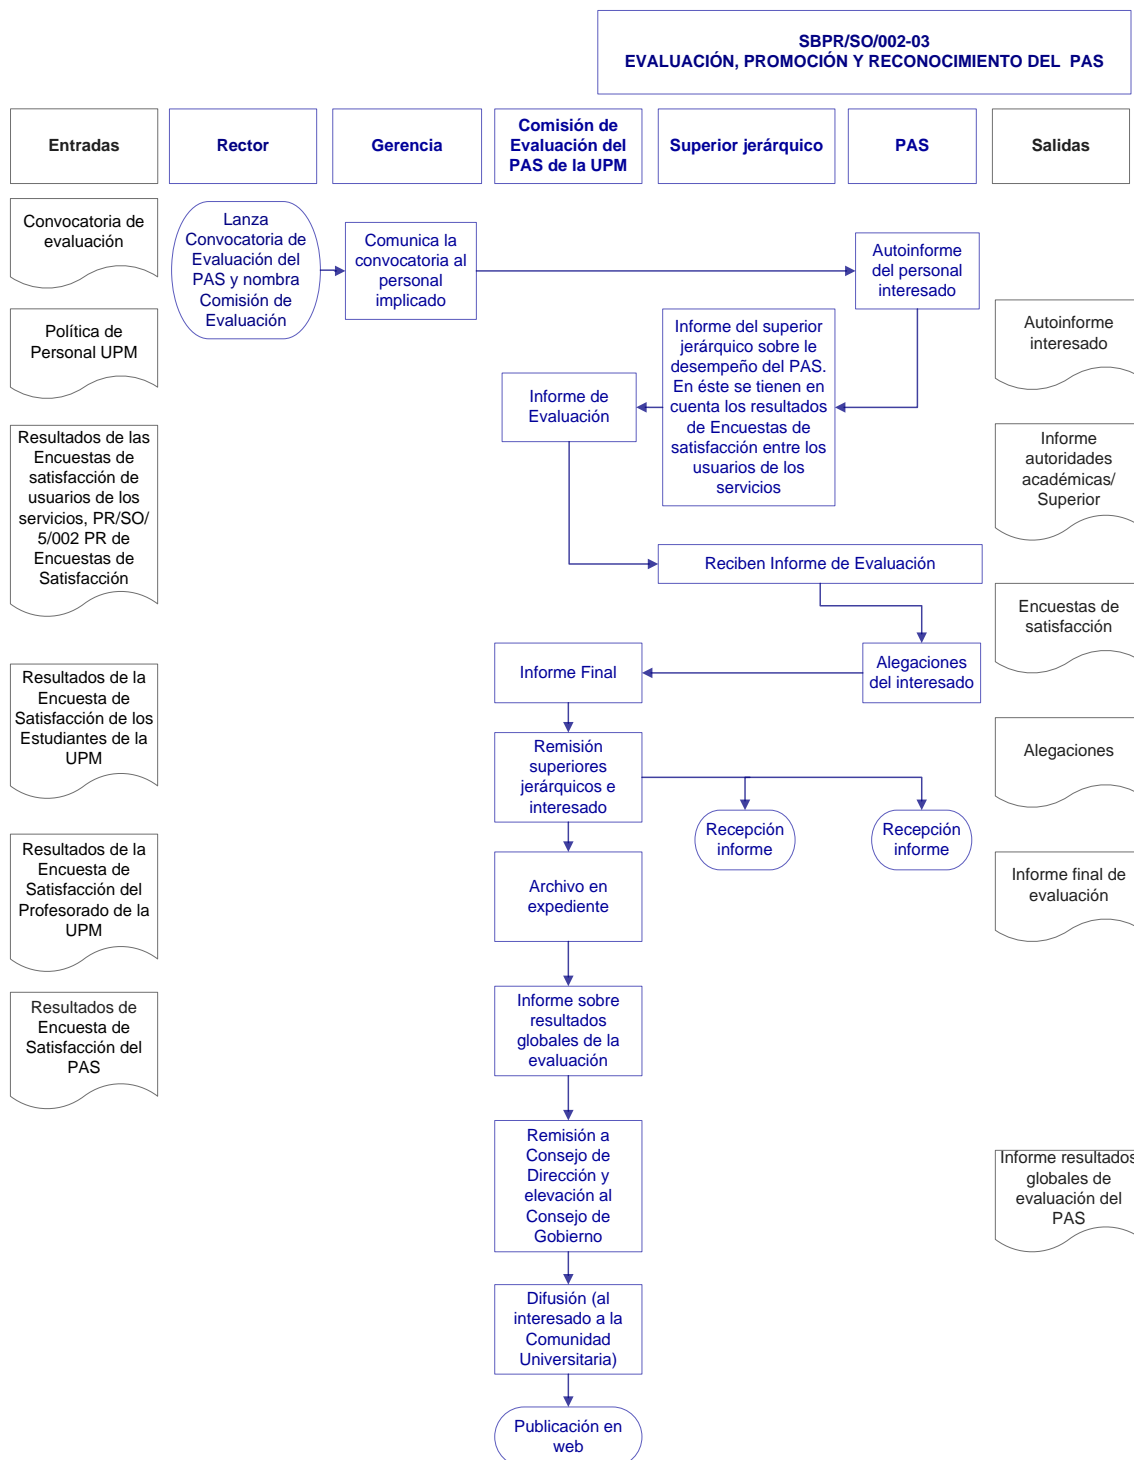 SBPR/SO/002-03
EVALUACIÓN, PROMOCIÓN Y RECONOCIMIENTO DEL PAS
Entradas
Rector
Gerencia
Comisión de
Evaluación del
PAS de la UPM
Superior jerárquico
PAS
Salidas
Convocatoria de
evaluación
Lanza
Convocatoria de
Evaluación del
PAS y nombra
Comisión de
Evaluación
Comunica la
convocatoria al
personal
implicado
Autoinforme
del personal
interesado
Política de
Personal UPM
Informe del superior
jerárquico sobre le
desempeño del PAS.
En éste se tienen en
cuenta los resultados
de Encuestas de
satisfacción entre los
usuarios de los
servicios
Autoinforme
interesado
Informe de
Evaluación
Resultados de las
Encuestas de
satisfacción de
usuarios de los
servicios, PR/SO/
5/002 PR de
Encuestas de
Satisfacción
Informe
autoridades
académicas/
Superior
Reciben Informe de Evaluación
Encuestas de
satisfacción
Informe Final
Alegaciones
del interesado
Resultados de la
Encuesta de
Satisfacción de los
Estudiantes de la
UPM
Remisión
superiores
jerárquicos e
interesado
Alegaciones
Recepción
informe
Recepción
informe
Resultados de la
Encuesta de
Satisfacción del
Profesorado de la
UPM
Archivo en
expediente
Informe final de
evaluación
Resultados de
Encuesta de
Satisfacción del
PAS
Informe sobre
resultados
globales de la
evaluación
Remisión a
Consejo de
Dirección y
elevación al
Consejo de
Gobierno
Informe resultados
globales de
evaluación del
PAS
Difusión (al
interesado a la
Comunidad
Universitaria)
Publicación en
web